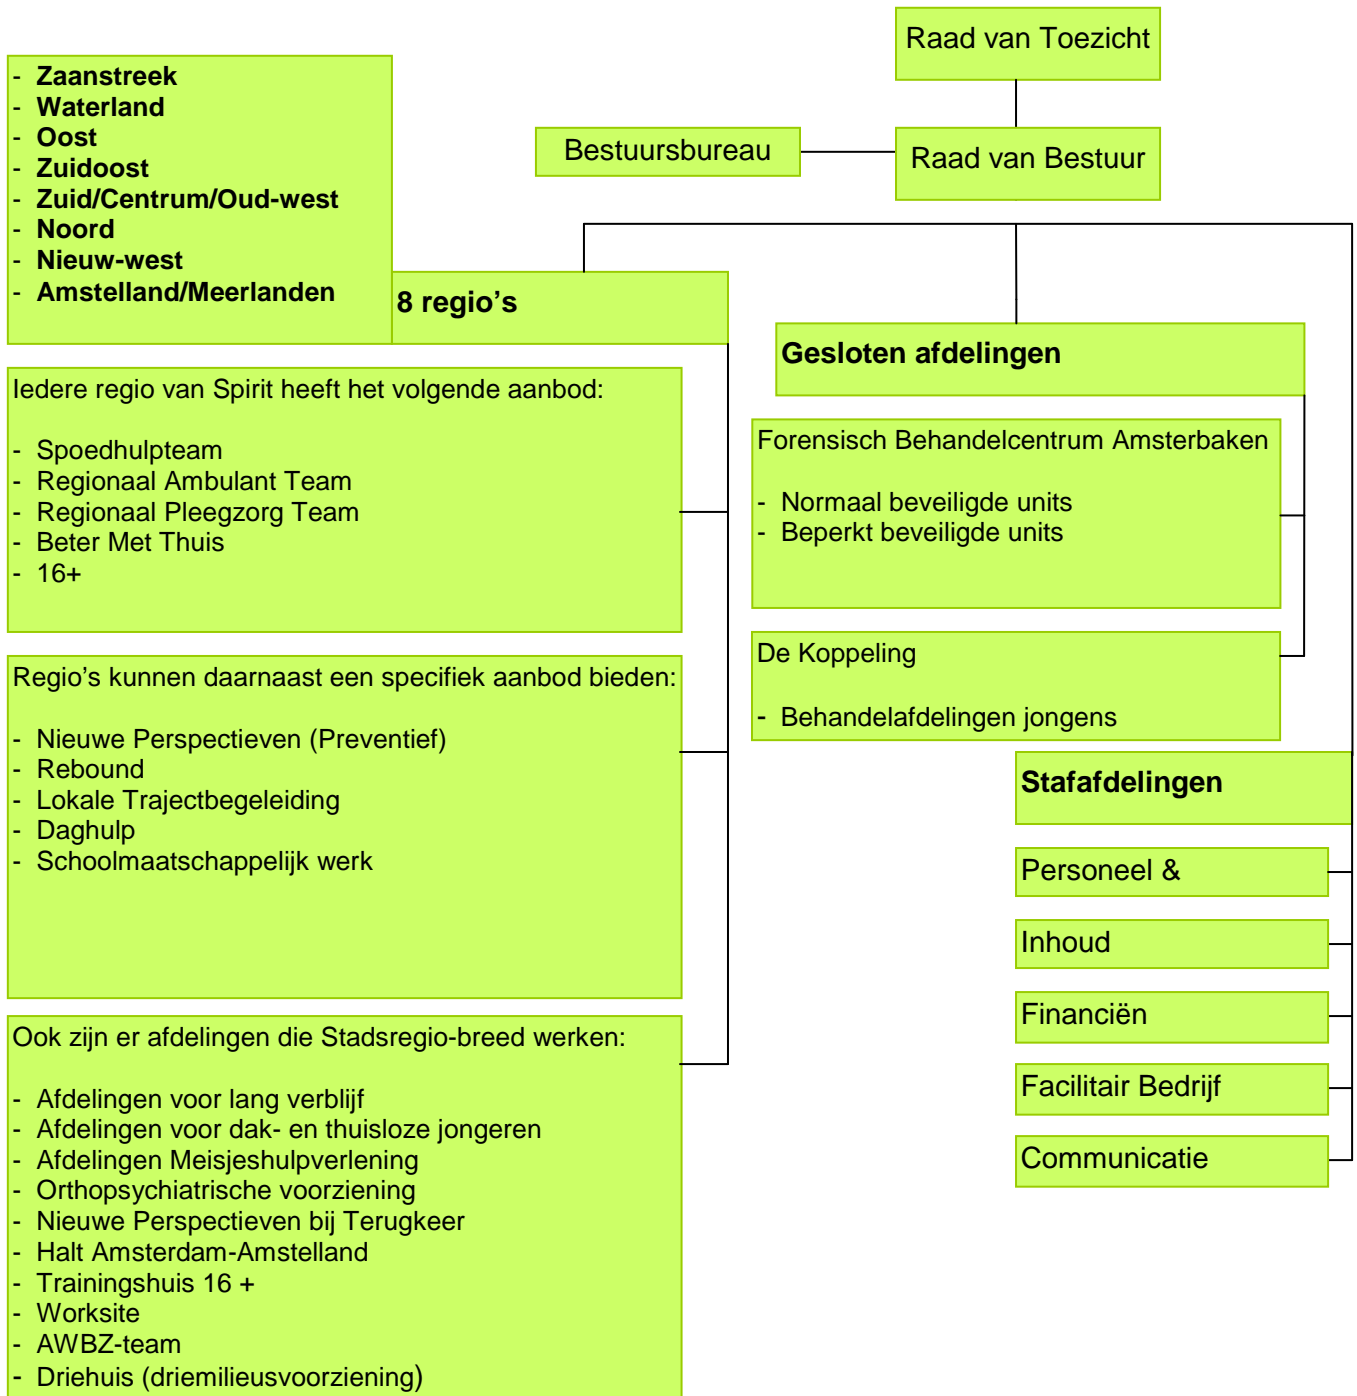 Raad van Toezicht
Bestuursbureau
Raad van Bestuur
- Zaanstreek
- Waterland
- Oost
- Zuidoost
- Zuid/Centrum/Oud-west
- Noord
- Nieuw-west
- Amstelland/Meerlanden
8 regio’s
Iedere regio van Spirit heeft het volgende aanbod:
- Spoedhulpteam
- Regionaal Ambulant Team
- Regionaal Pleegzorg Team
- Beter Met Thuis
- 16+
Regio’s kunnen daarnaast een specifiek aanbod bieden:
- Nieuwe Perspectieven (Preventief)
- Rebound
- Lokale Trajectbegeleiding
- Daghulp
- Schoolmaatschappelijk werk
Ook zijn er afdelingen die Stadsregio-breed werken:
- Afdelingen voor lang verblijf
- Afdelingen voor dak- en thuisloze jongeren
- Afdelingen Meisjeshulpverlening
- Orthopsychiatrische voorziening
- Nieuwe Perspectieven bij Terugkeer
- Halt Amsterdam-Amstelland
- Trainingshuis 16 +
- Worksite
- AWBZ-team
- Driehuis (driemilieusvoorziening)
Gesloten afdelingen
Forensisch Behandelcentrum Amsterbaken
- Normaal beveiligde units
- Beperkt beveiligde units
De Koppeling
- Behandelafdelingen jongens
Stafafdelingen
Personeel &
Inhoud
Financiën
Facilitair Bedrijf
Communicatie